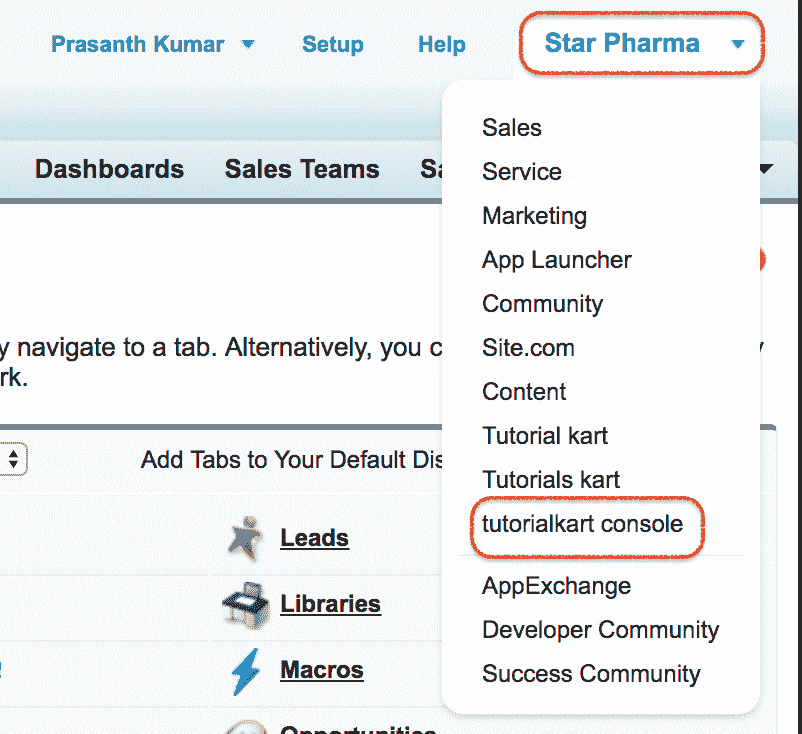 Prasanth Kumar Setup Help Star Pharma
Dashboards Sales Teams Sa
Sales
Service
Marketing
App Launcher
Community
Site.com
Content
Tutorial kart
Tutorials kart
tutorialkart console
AppExchange
Developer Community
Success Community
y navigate to a tab. Alternatively, you c y
rk.
Add Tabs to Your Default Dis
Leads
Libraries
Macros
Opportunities